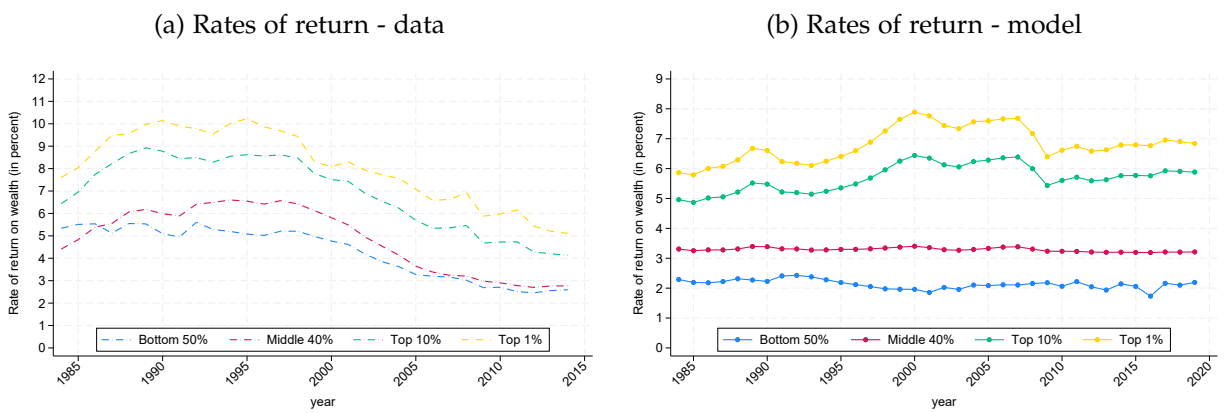 (a) Rates of return - data
Rate of return on wealth (in percent)
12
11
10
9
8
7
6
5
4
3
2
1
0
Bottom 50% Middle 40% Top 10% Top 1%
1985 1990 1995 2000 2005 2010 2015
year
(b) Rates of return - model
Rate of return on wealth (in percent)
9
8
7
6
5
4
3
2
1
0
Bottom 50% Middle 40% Top 10% Top 1%
1985 1990 1995 2000 2005 2010 2015 2020
year